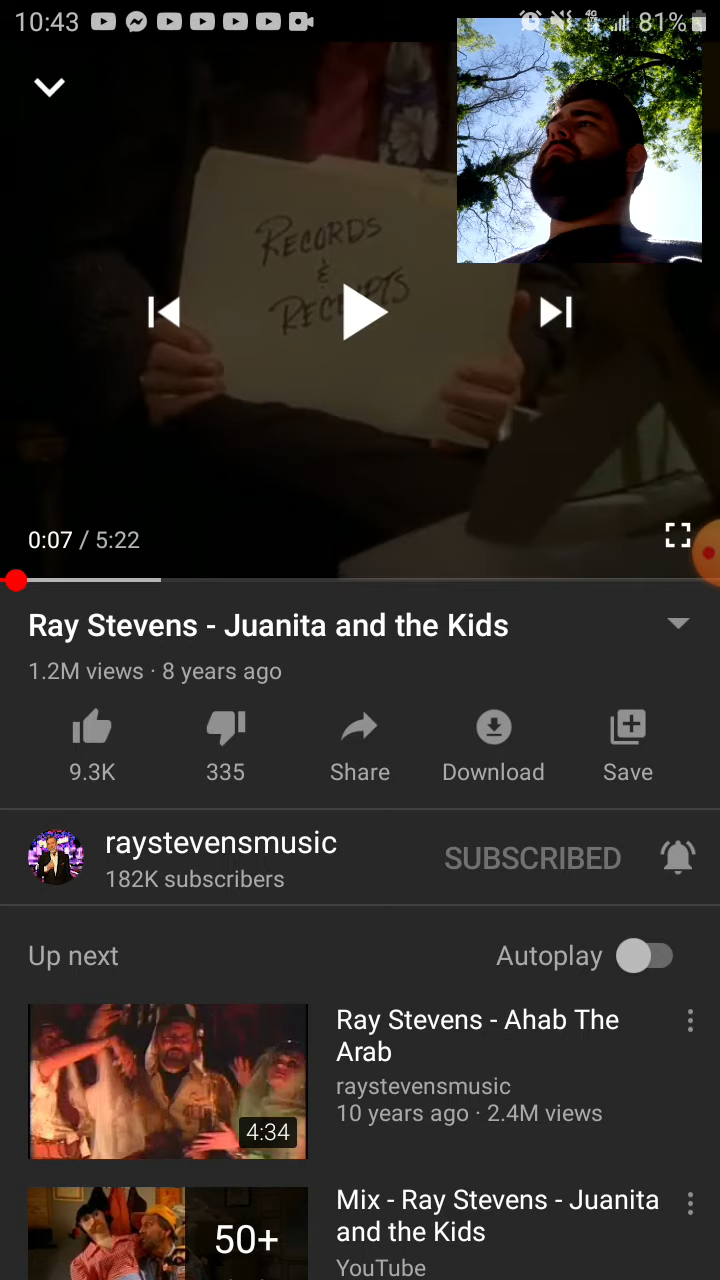 10:43
4G
81%
RECORDS
&
RECEIPTS
0:07 / 5:22
Ray Stevens - Juanita and the Kids
1.2M views · 8 years ago
9.3K
335
Share
Download
Save
raystevensmusic
182K subscribers
SUBSCRIBED
Up next
Autoplay
Ray Stevens - Ahab The
Arab
raystevensmusic
10 years ago · 2.4M views
4:34
Mix - Ray Stevens - Juanita
and the Kids
YouTube
50+